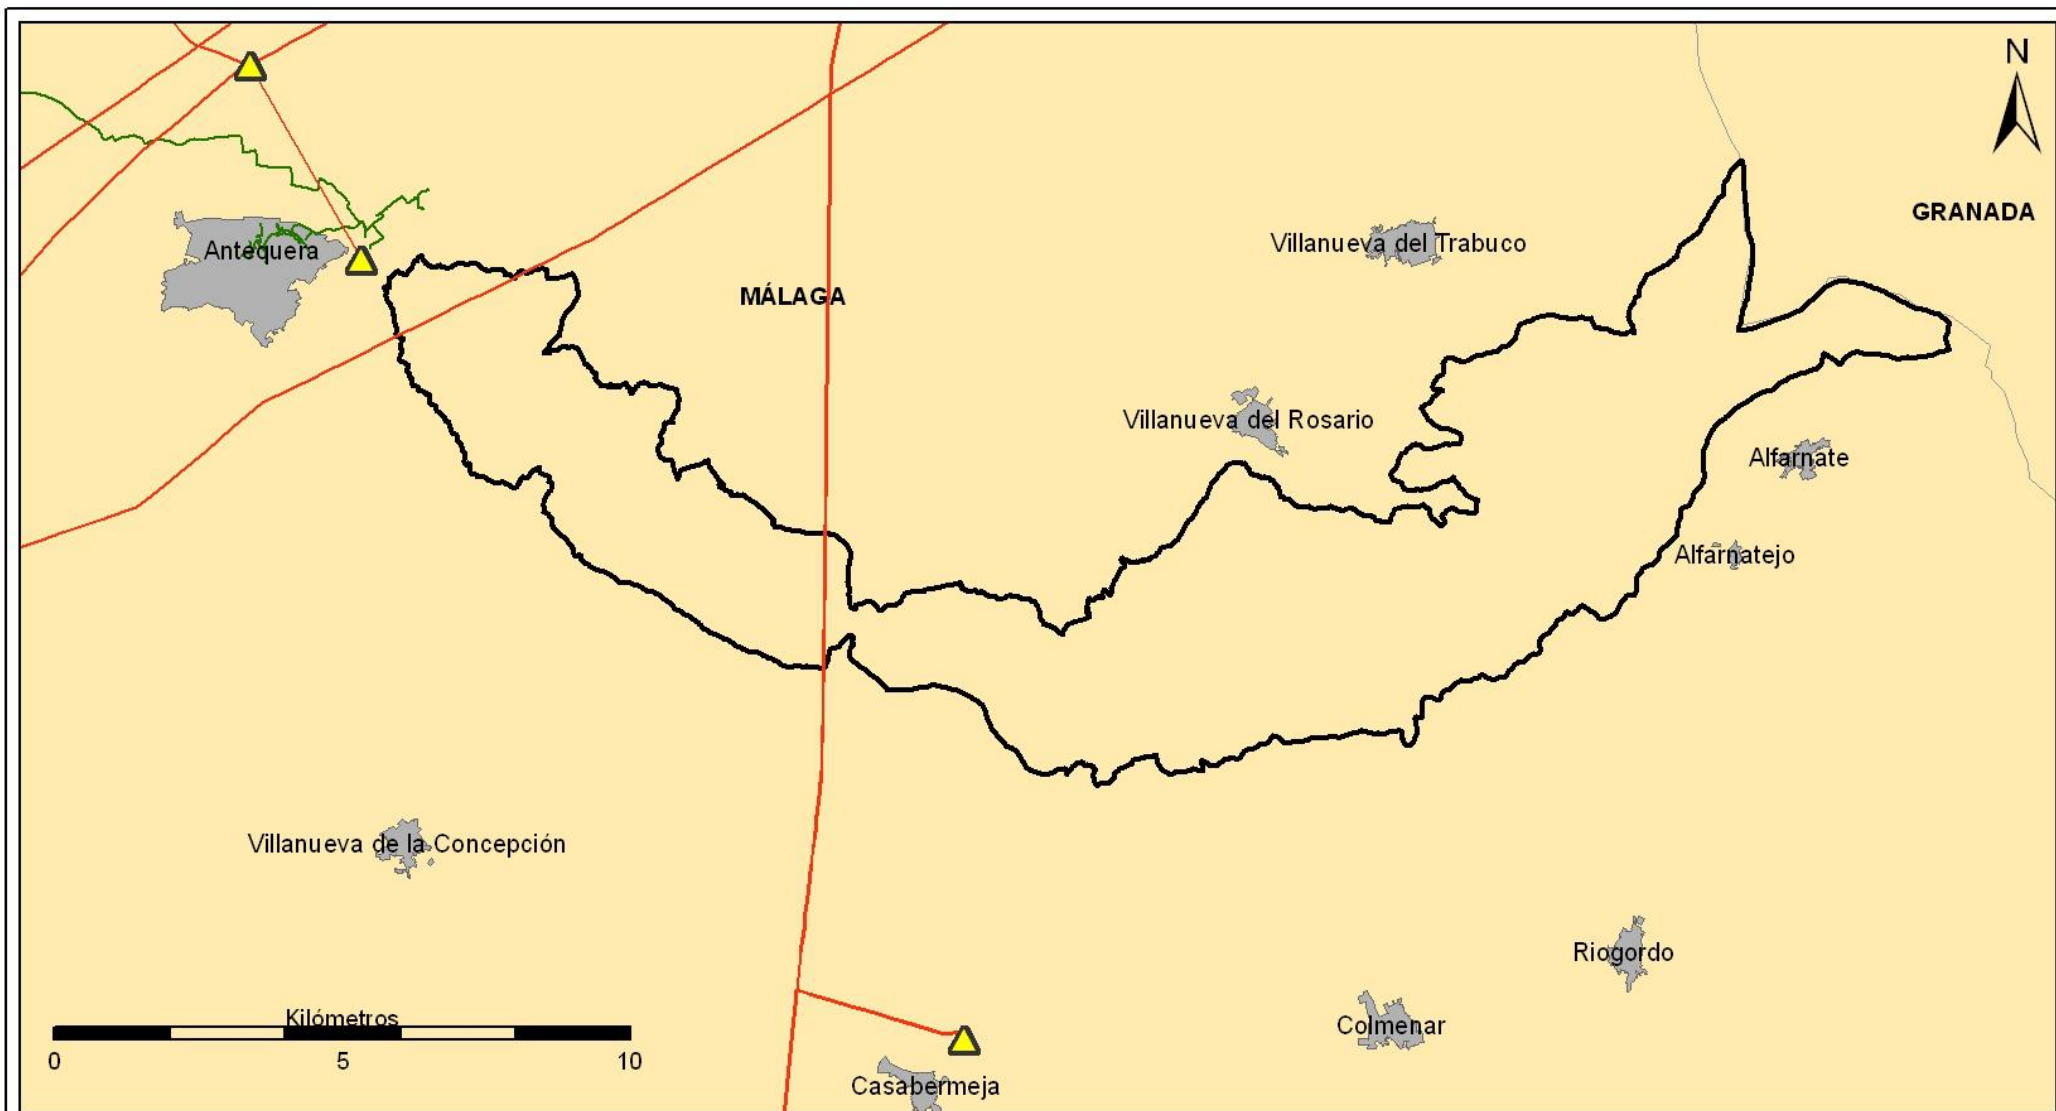 N
GRANADA
Villanueva del Trabuco
Antequera
MÁLAGA
Villanueva del Rosario
Alfarnate
Alfarnatejo
Villanueva de la Concepción
Riogordo
Kilómetros
Colmenar
0 5 10
Casabermeja